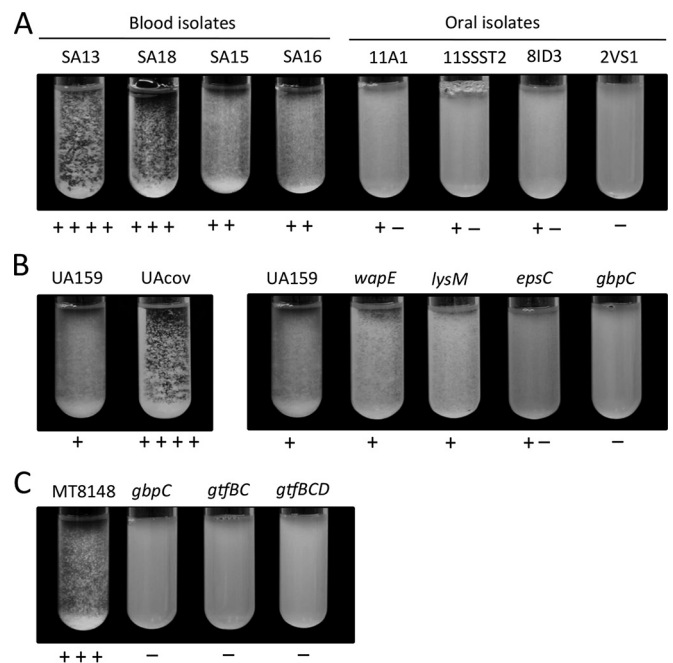 A
Blood isolates Oral isolates
SA13 SA18 SA15 SA16 11A1 11SSST2 8ID3 2VS1
++++ +++ ++ ++ +− +− +− −
B
UA159 UAcov UA159 wapE lysM epsC gbpC
+ ++++ + + + +− −
C
MT8148 gbpC gtfBC gtfBCD
+++ − − −